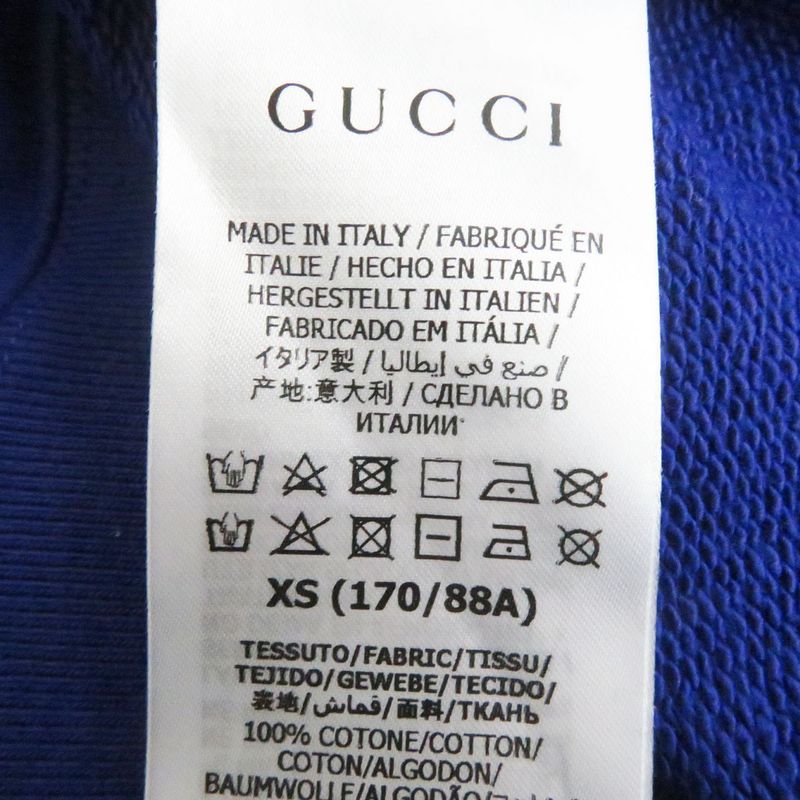 GUCCI
MADE IN ITALY / FABRIQUÉ EN
ITALIE / HECHO EN ITALIA /
HERGESTELLT IN ITALIEN /
FABRICADO EM ITÁLIA /
イタリア製 / صنع في إيطاليا /
产地:意大利 / СДЕЛАНО В
ИТАЛИИ
XS (170/88A)
TESSUTO/FABRIC/TISSU/
TEJIDO/GEWEBE/TECIDO/
表地/قماش/面料/ТКАНЬ
100% COTONE/COTTON/
COTON/ALGODON/
BAUMWOLLE/ALGODÃO/